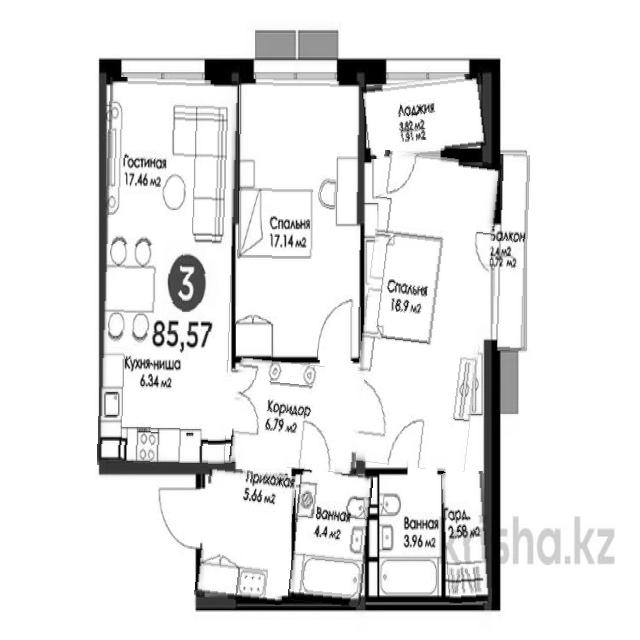 Лоджия
3.82 м2
1.91 м2
Гостиная
17.46 м2
Спальня
17.14 м2
Балкон
2.4 м2
0.72 м2
Спальня
18.9 м2
3
85,57
Кухня-ниша
6.34 м2
Коридор
6.79 м2
Прихожая
5.66 м2
Ванная
4.4 м2
Ванная
3.96 м2
Гард.
2.58 м2
krisha.kz